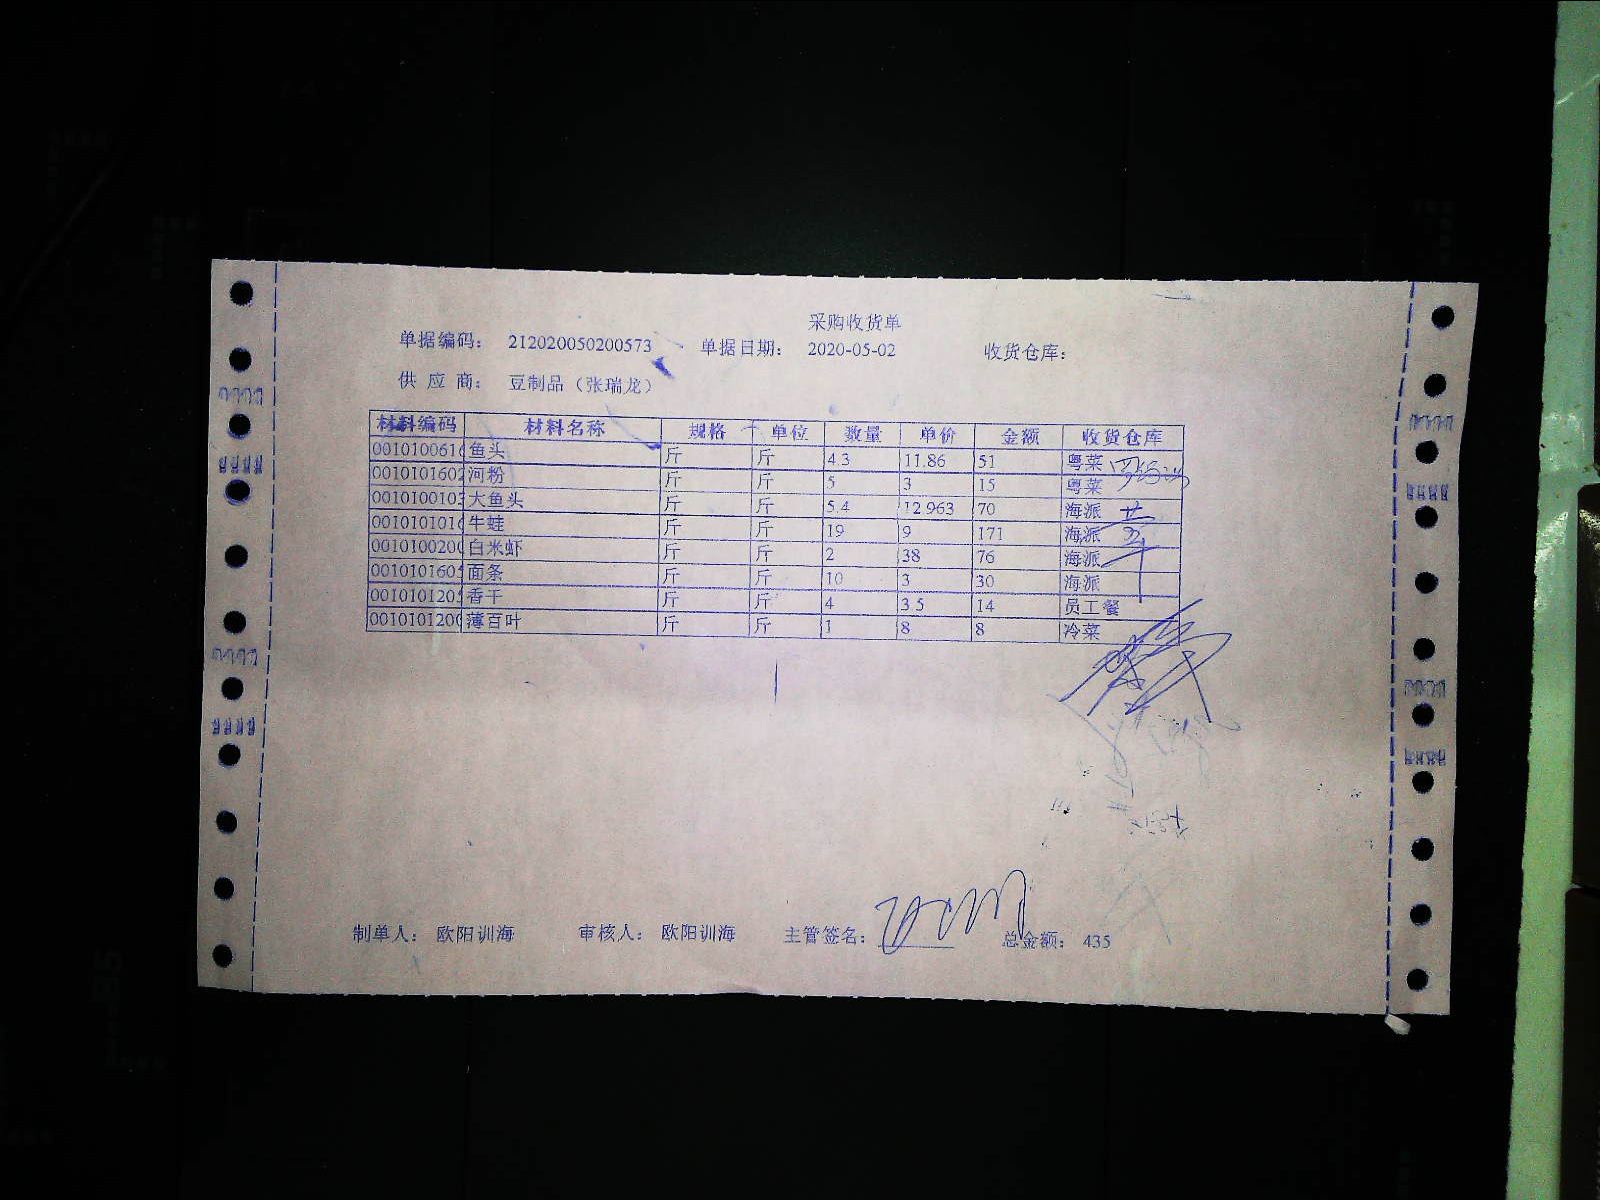 采购收货单
单据编码: 212020050200573 单据日期: 2020-05-02 收货仓库:
供 应 商: 豆制品（张瑞龙）
材料编码 材料名称 规格 单位 数量 单价 金额 收货仓库
001010061 鱼头 斤 斤 4.3 11.86 51 粤菜
001010160 河粉 斤 斤 5 3 15 粤菜
001010010 大鱼头 斤 斤 5.4 12.963 70 海派
001010101 牛蛙 斤 斤 19 9 171 海派
001010020 白米虾 斤 斤 2 38 76 海派
001010160 面条 斤 斤 10 3 30 海派
001010120 香干 斤 斤 4 3.5 14 员工餐
001010120 薄百叶 斤 斤 1 8 8 冷菜
制单人: 欧阳训海 审核人: 欧阳训海 主管签名: 总金额: 435